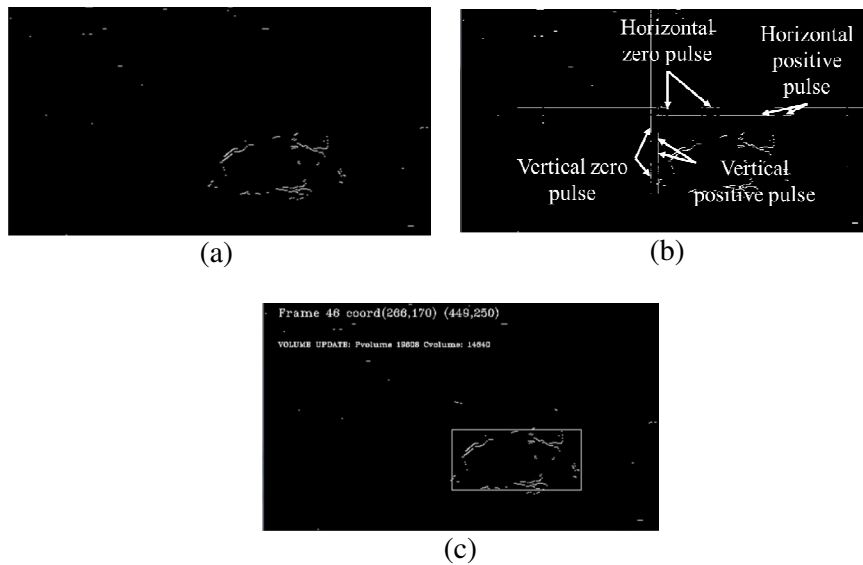 Horizontal
zero pulse
Horizontal
positive
pulse
Vertical zero
pulse
Vertical
positive pulse
(a)
(b)
Frame 46 coord(266,170) (449,250)
VOLUME UPDATE: Pvolume 19608 Cvolume: 14640
(c)